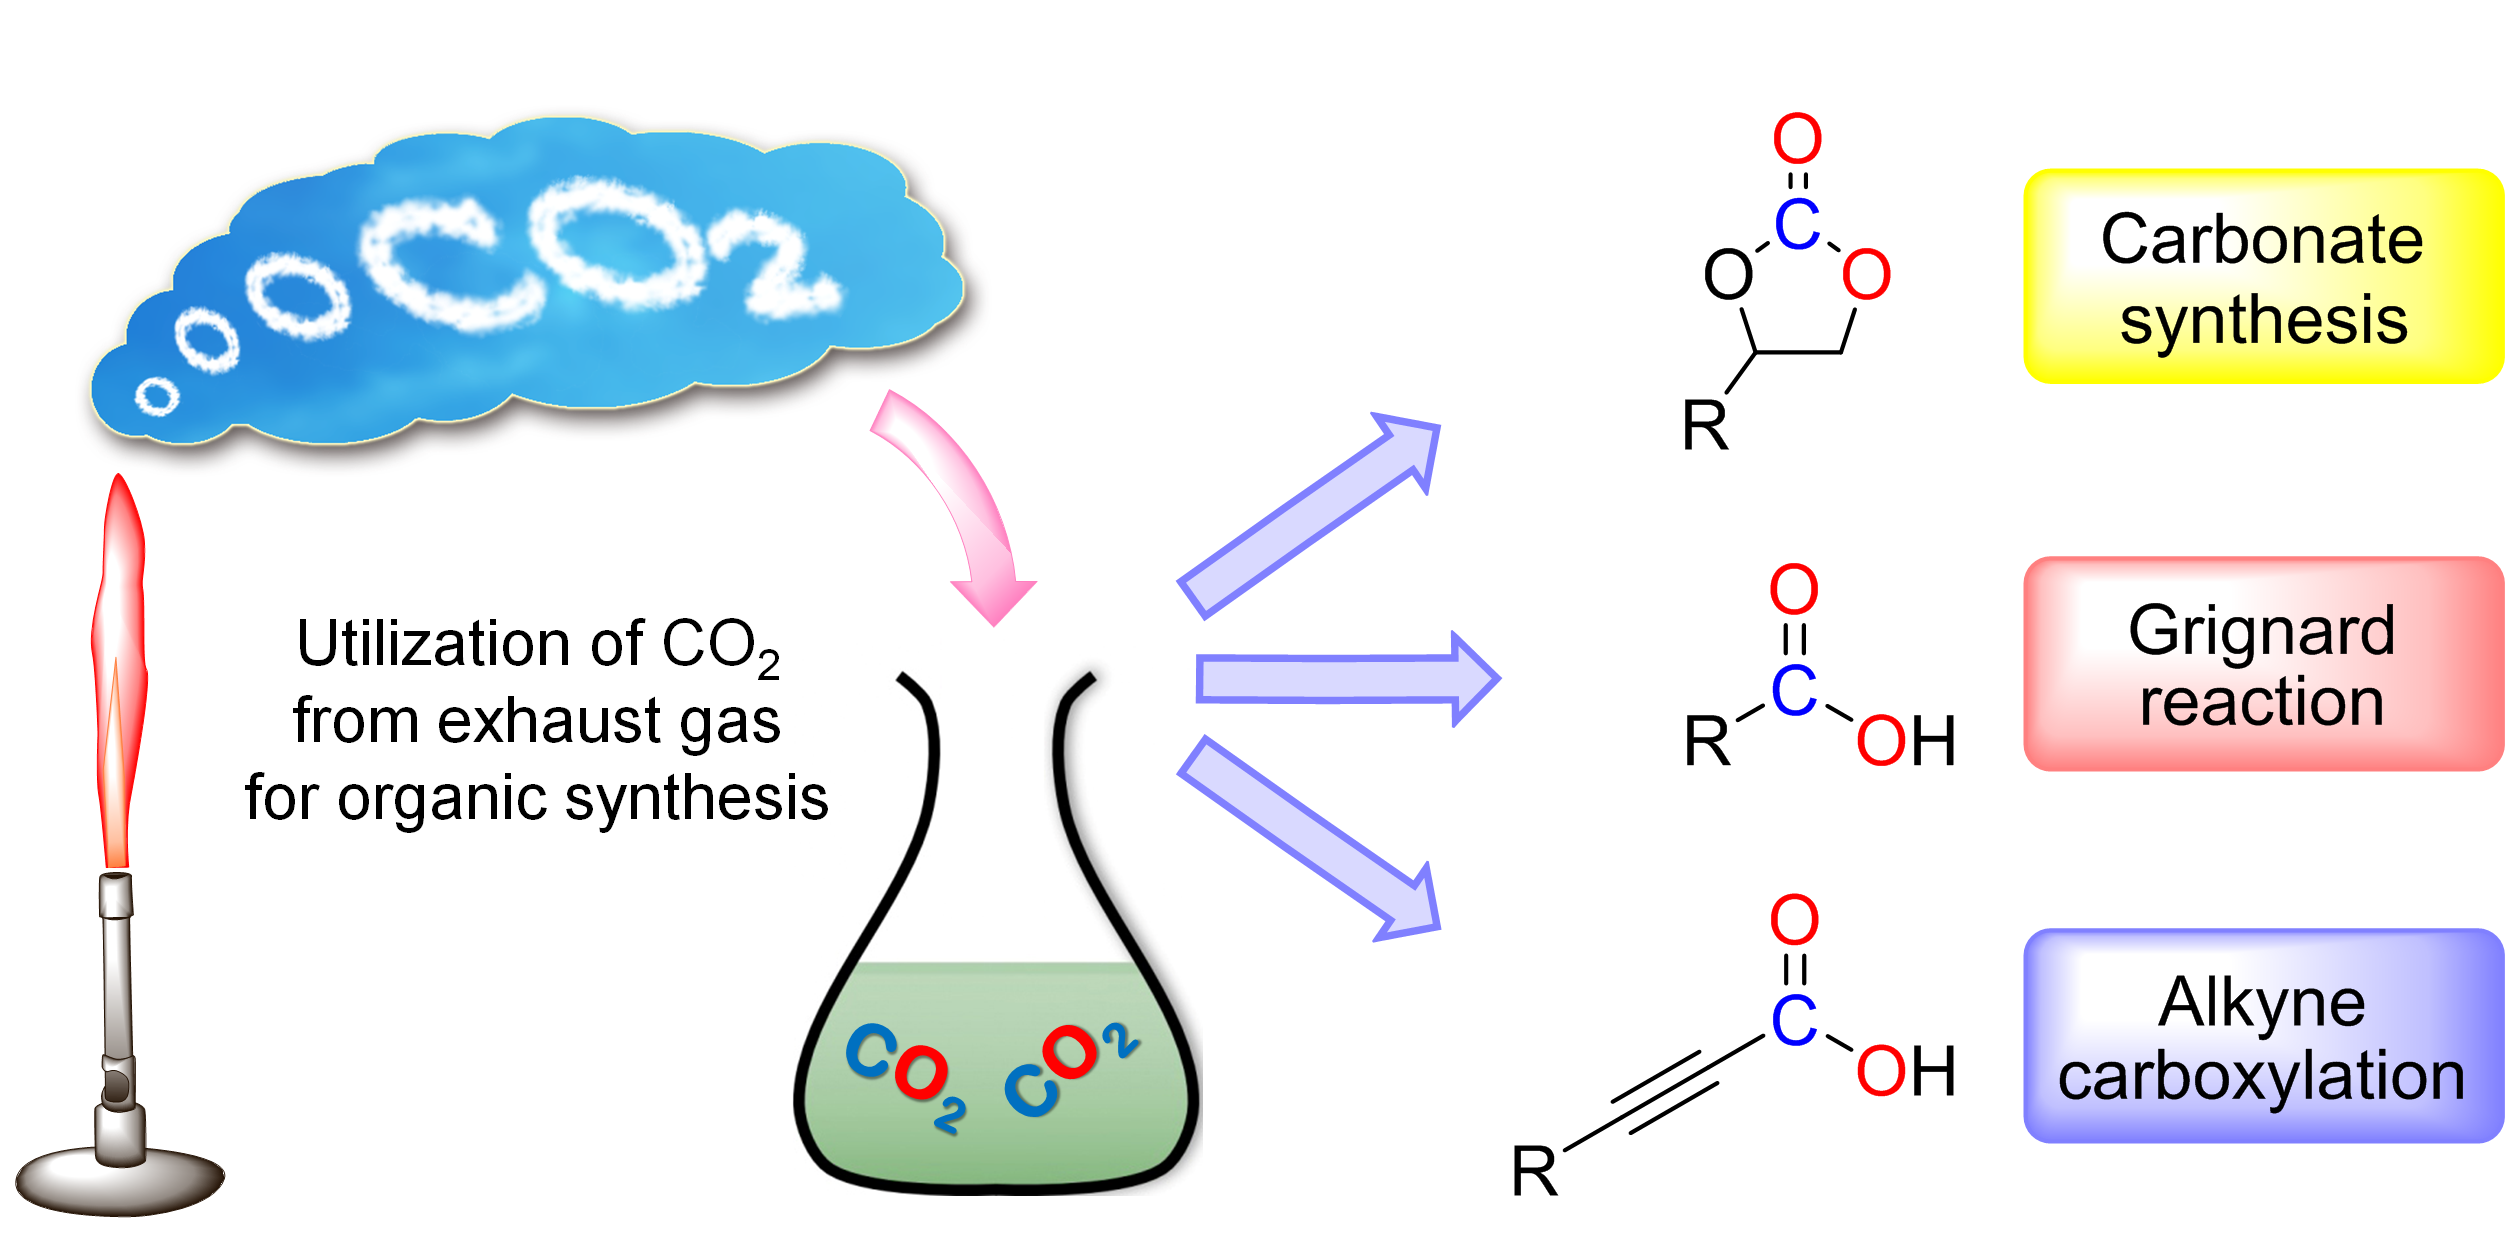 CO2
Utilization of CO₂
from exhaust gas
for organic synthesis
CO₂ CO2
O
C
O O
R
Carbonate
synthesis
O
C
R OH
Grignard
reaction
O
C
OH
R
Alkyne
carboxylation